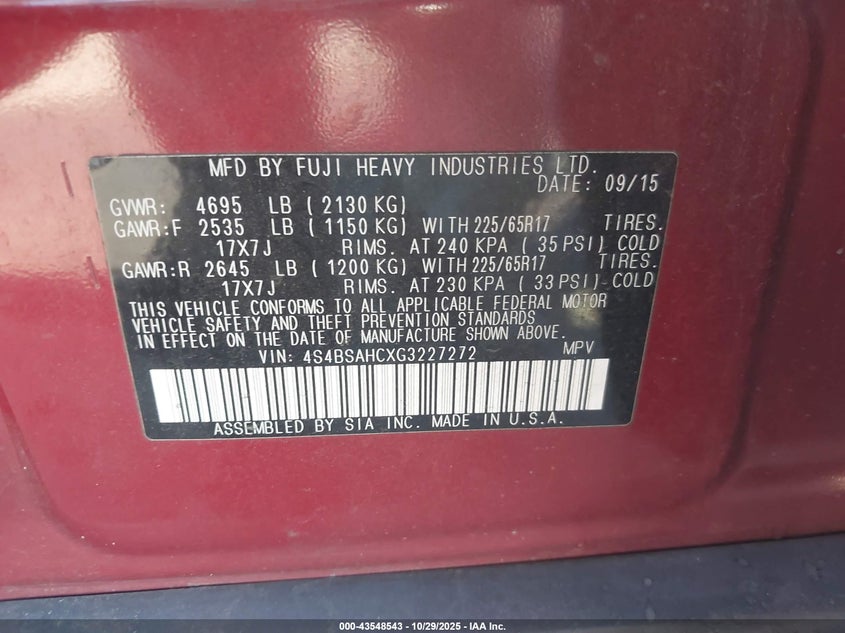 MFD BY FUJI HEAVY INDUSTRIES LTD.
DATE: 09/15
GVWR: 4695 LB ( 2130 KG)
GAWR:F 2535 LB ( 1150 KG) WITH 225/65R17 TIRES.
17X7J RIMS. AT 240 KPA ( 35 PSI) COLD
GAWR:R 2645 LB ( 1200 KG) WITH 225/65R17 TIRES.
17X7J RIMS. AT 230 KPA ( 33 PSI) COLD
THIS VEHICLE CONFORMS TO ALL APPLICABLE FEDERAL MOTOR
VEHICLE SAFETY AND THEFT PREVENTION STANDARDS
IN EFFECT ON THE DATE OF MANUFACTURE SHOWN ABOVE.
VIN: 4S4BSAHCXG3227272 MPV
ASSEMBLED BY SIA INC. MADE IN U.S.A.
000-43548543 / 10/29/2025 - IAA Inc.